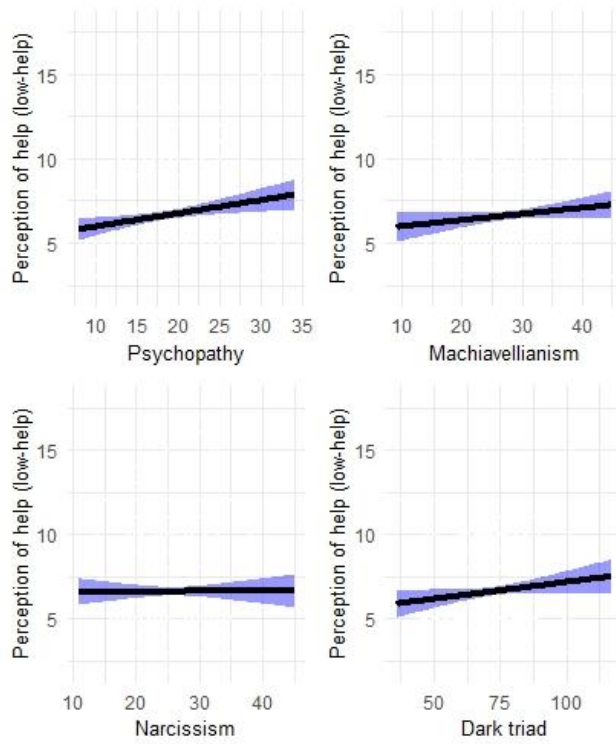 Perception of help (low-help)
15
10
5
10 15 20 25 30 35
Psychopathy
Perception of help (low-help)
15
10
5
10 20 30 40
Machiavellianism
Perception of help (low-help)
15
10
5
10 20 30 40
Narcissism
Perception of help (low-help)
15
10
5
50 75 100
Dark triad